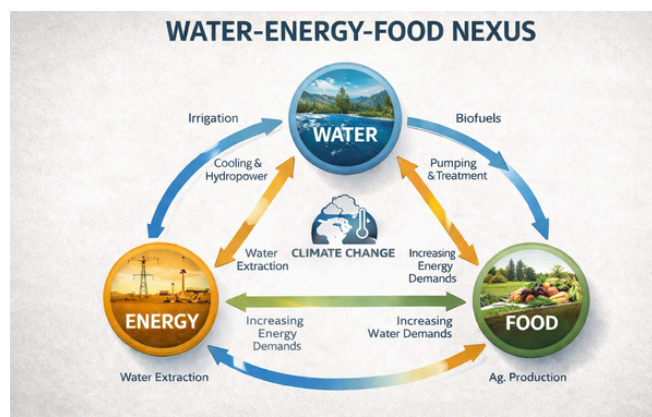 WATER-ENERGY-FOOD NEXUS
Irrigation
WATER
Biofuels
Cooling &
Hydropower
Pumping
& Treatment
CLIMATE CHANGE
Water
Extraction
Increasing
Energy
Demands
ENERGY
FOOD
Increasing
Energy
Demands
Increasing
Water Demands
Water Extraction
Ag. Production